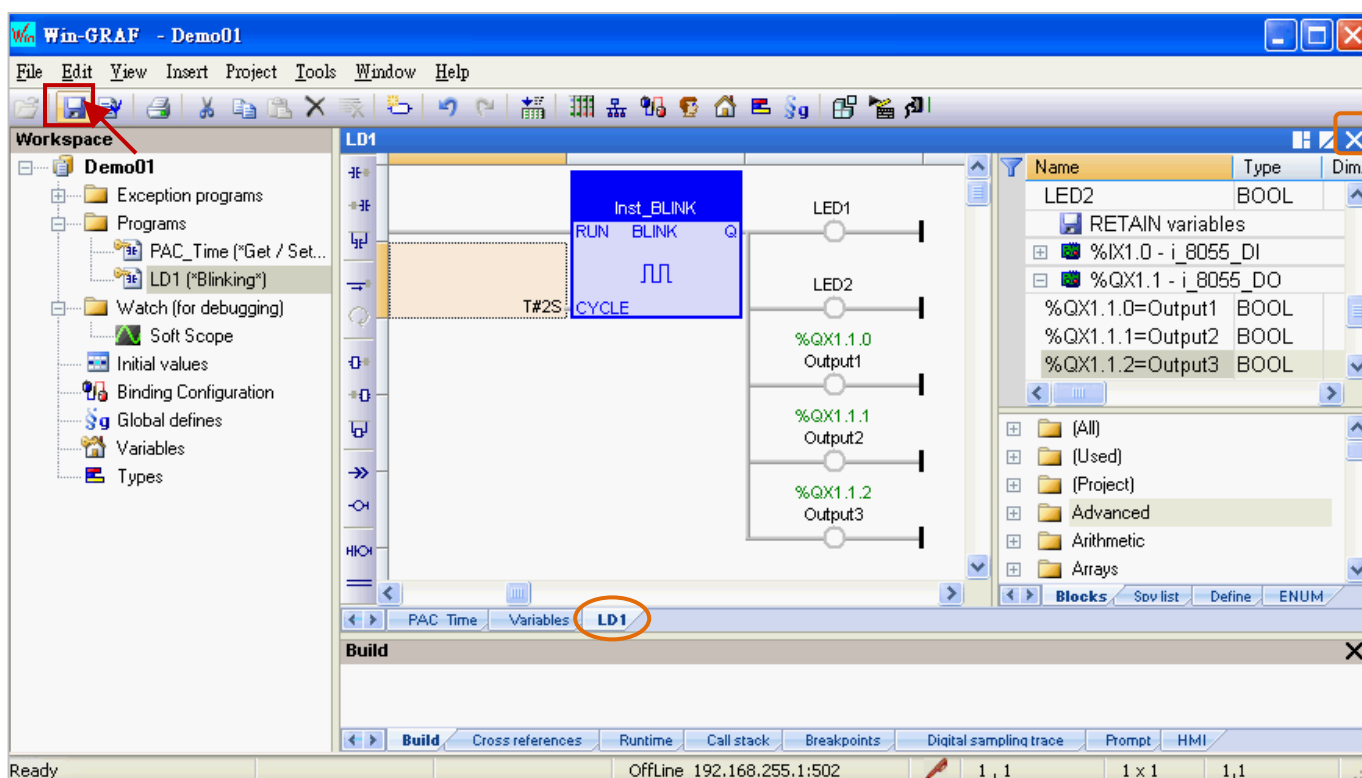 Win-GRAF - Demo01
File Edit View Insert Project Tools Window Help
Workspace
Demo01
Exception programs
Programs
PAC_Time (*Get / Set...
LD1 (*Blinking*)
Watch (for debugging)
Soft Scope
Initial values
Binding Configuration
Global defines
Variables
Types
LD1
Inst_BLINK
RUN BLINK Q
T#2S CYCLE
LED1
LED2
%QX1.1.0
Output1
%QX1.1.1
Output2
%QX1.1.2
Output3
Name Type Dim.
LED2 BOOL
RETAIN variables
%IX1.0 - i_8055_DI
%QX1.1 - i_8055_DO
%QX1.1.0=Output1 BOOL
%QX1.1.1=Output2 BOOL
%QX1.1.2=Output3 BOOL
(All)
(Used)
(Project)
Advanced
Arithmetic
Arrays
Blocks Spy list Define ENUM
PAC Time Variables LD1
Build
Build Cross references Runtime Call stack Breakpoints Digital sampling trace Prompt HMI
Ready OffLine 192.168.255.1:502 1 , 1 1 x 1 1,1